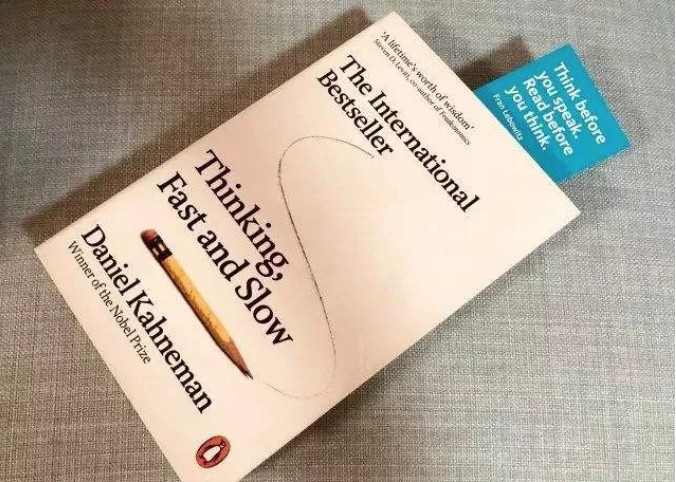 'A lifetime's worth of wisdom'
Steven D. Levitt, co-author of Freakonomics
The International
Bestseller
Thinking,
Fast and Slow
Daniel Kahneman
Winner of the Nobel Prize
Think before
you speak.
Read before
you think.
Fran Lebowitz